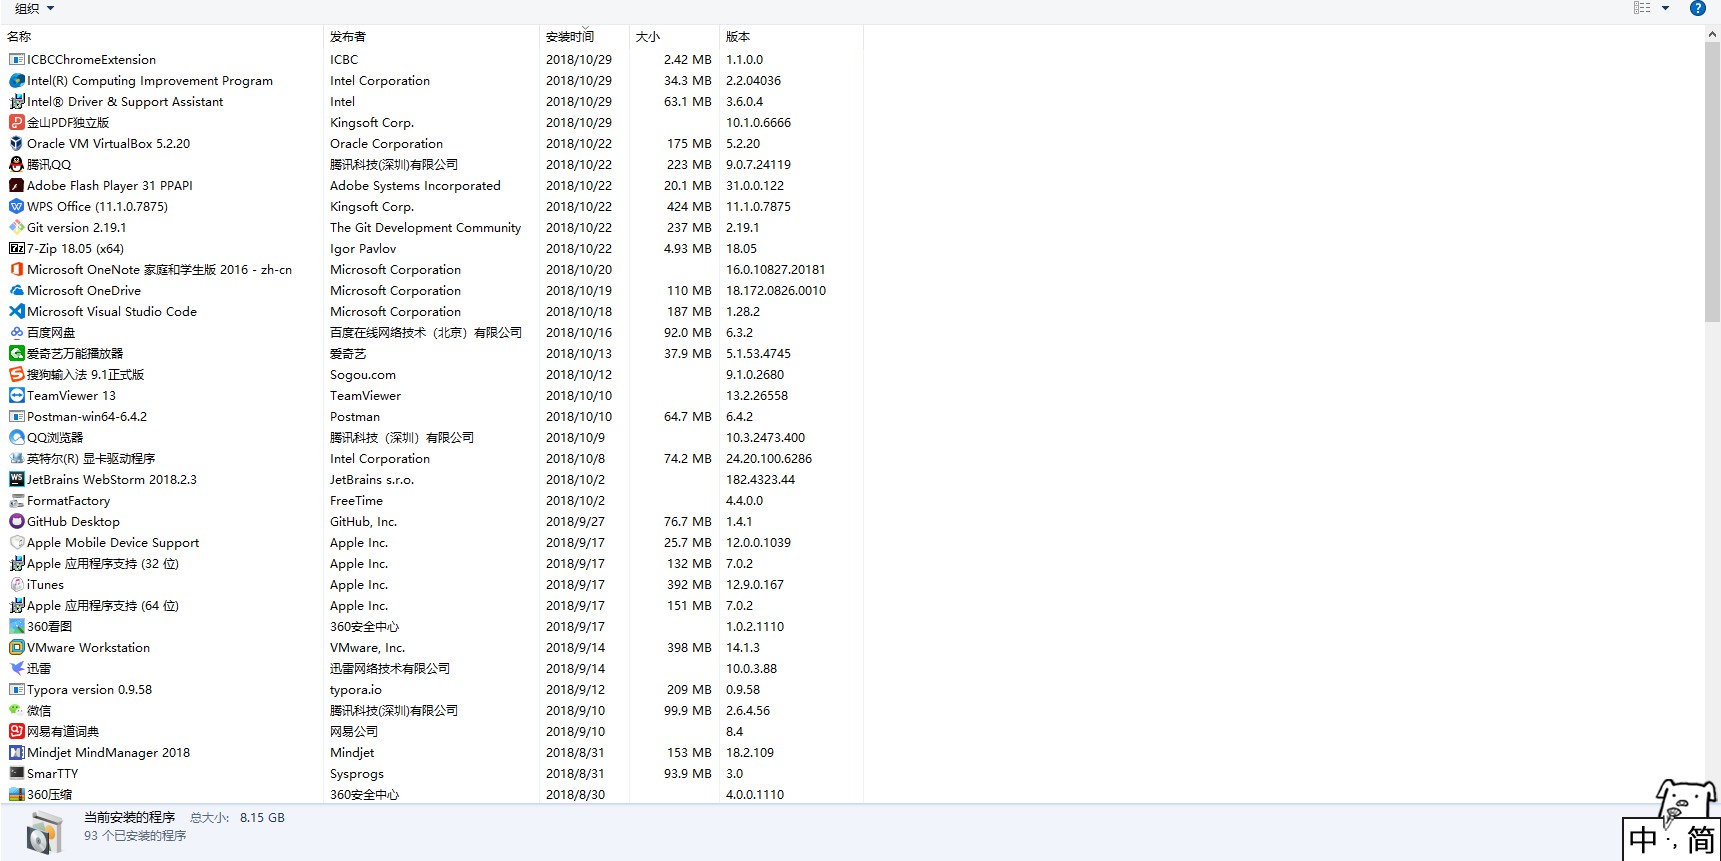 组织
名称 发布者 安装时间 大小 版本
ICBCChromeExtension ICBC 2018/10/29 2.42 MB 1.1.0.0
Intel(R) Computing Improvement Program Intel Corporation 2018/10/29 34.3 MB 2.2.04036
Intel® Driver & Support Assistant Intel 2018/10/29 63.1 MB 3.6.0.4
金山PDF独立版 Kingsoft Corp. 2018/10/29 10.1.0.6666
Oracle VM VirtualBox 5.2.20 Oracle Corporation 2018/10/22 175 MB 5.2.20
腾讯QQ 腾讯科技(深圳)有限公司 2018/10/22 223 MB 9.0.7.24119
Adobe Flash Player 31 PPAPI Adobe Systems Incorporated 2018/10/22 20.1 MB 31.0.0.122
WPS Office (11.1.0.7875) Kingsoft Corp. 2018/10/22 424 MB 11.1.0.7875
Git version 2.19.1 The Git Development Community 2018/10/22 237 MB 2.19.1
7-Zip 18.05 (x64) Igor Pavlov 2018/10/22 4.93 MB 18.05
Microsoft OneNote 家庭和学生版 2016 - zh-cn Microsoft Corporation 2018/10/20 16.0.10827.20181
Microsoft OneDrive Microsoft Corporation 2018/10/19 110 MB 18.172.0826.0010
Microsoft Visual Studio Code Microsoft Corporation 2018/10/18 187 MB 1.28.2
百度网盘 百度在线网络技术（北京）有限公司 2018/10/16 92.0 MB 6.3.2
爱奇艺万能播放器 爱奇艺 2018/10/13 37.9 MB 5.1.53.4745
搜狗输入法 9.1正式版 Sogou.com 2018/10/12 9.1.0.2680
TeamViewer 13 TeamViewer 2018/10/10 13.2.26558
Postman-win64-6.4.2 Postman 2018/10/10 64.7 MB 6.4.2
QQ浏览器 腾讯科技（深圳）有限公司 2018/10/9 10.3.2473.400
英特尔(R) 显卡驱动程序 Intel Corporation 2018/10/8 74.2 MB 24.20.100.6286
JetBrains WebStorm 2018.2.3 JetBrains s.r.o. 2018/10/2 182.4323.44
FormatFactory FreeTime 2018/10/2 4.4.0.0
GitHub Desktop GitHub, Inc. 2018/9/27 76.7 MB 1.4.1
Apple Mobile Device Support Apple Inc. 2018/9/17 25.7 MB 12.0.0.1039
Apple 应用程序支持 (32 位) Apple Inc. 2018/9/17 132 MB 7.0.2
iTunes Apple Inc. 2018/9/17 392 MB 12.9.0.167
Apple 应用程序支持 (64 位) Apple Inc. 2018/9/17 151 MB 7.0.2
360看图 360安全中心 2018/9/17 1.0.2.1110
VMware Workstation VMware, Inc. 2018/9/14 398 MB 14.1.3
迅雷 迅雷网络技术有限公司 2018/9/14 10.0.3.88
Typora version 0.9.58 typora.io 2018/9/12 209 MB 0.9.58
微信 腾讯科技(深圳)有限公司 2018/9/10 99.9 MB 2.6.4.56
网易有道词典 网易公司 2018/9/10 8.4
Mindjet MindManager 2018 Mindjet 2018/8/31 153 MB 18.2.109
SmarTTY Sysprogs 2018/8/31 93.9 MB 3.0
360压缩 360安全中心 2018/8/30 4.0.0.1110
当前安装的程序 总大小: 8.15 GB
93 个已安装的程序
中 ·, 简